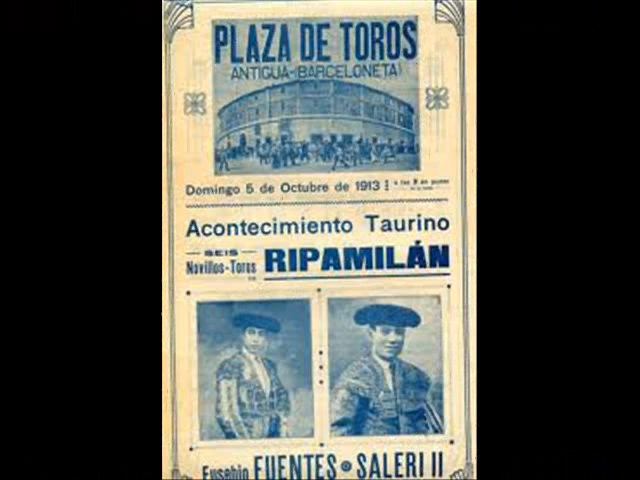 PLAZA DE TOROS
ANTIGUA-(BARCELONETA)
Domingo 5 de Octubre de 1913
Acontecimiento Taurino
SEIS
Novillos-Toros
DE
RIPAMILÁN
Eusebio FUENTES SALERI II